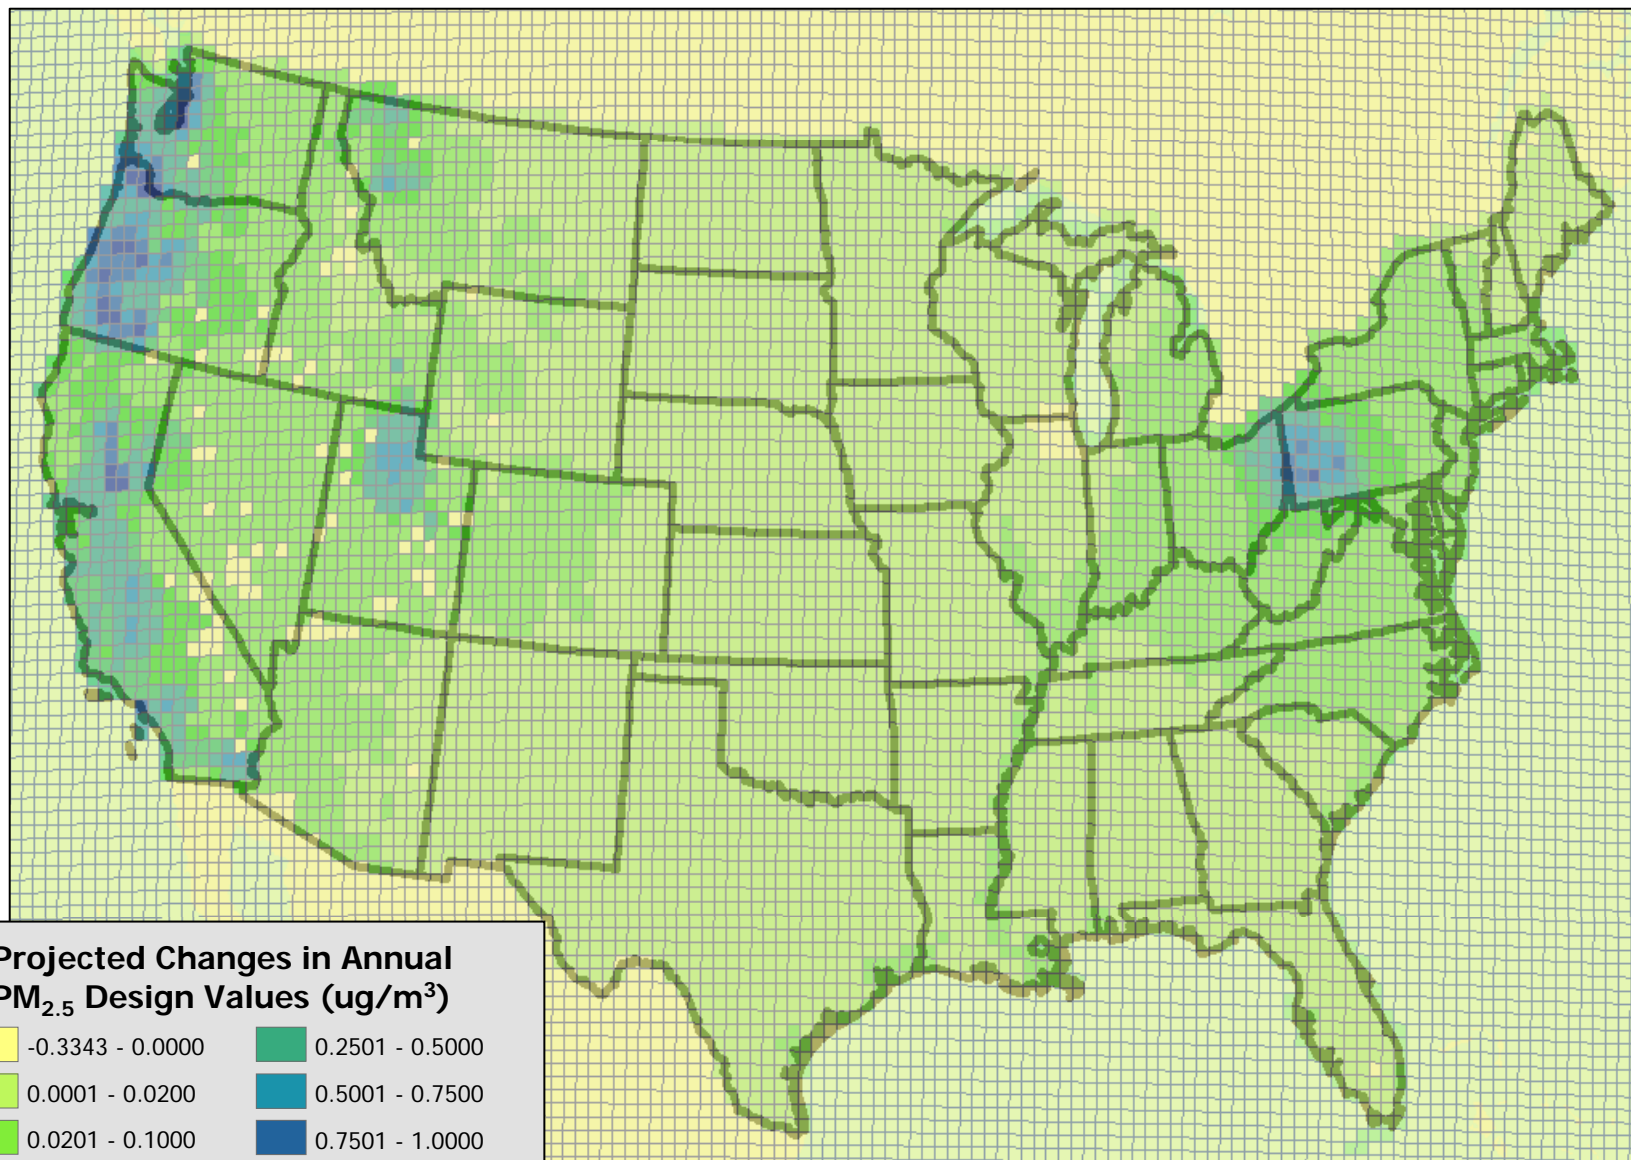 Projected Changes in Annual
PM2.5 Design Values (ug/m³)
-0.3343 - 0.0000
0.0001 - 0.0200
0.0201 - 0.1000
0.2501 - 0.5000
0.5001 - 0.7500
0.7501 - 1.0000